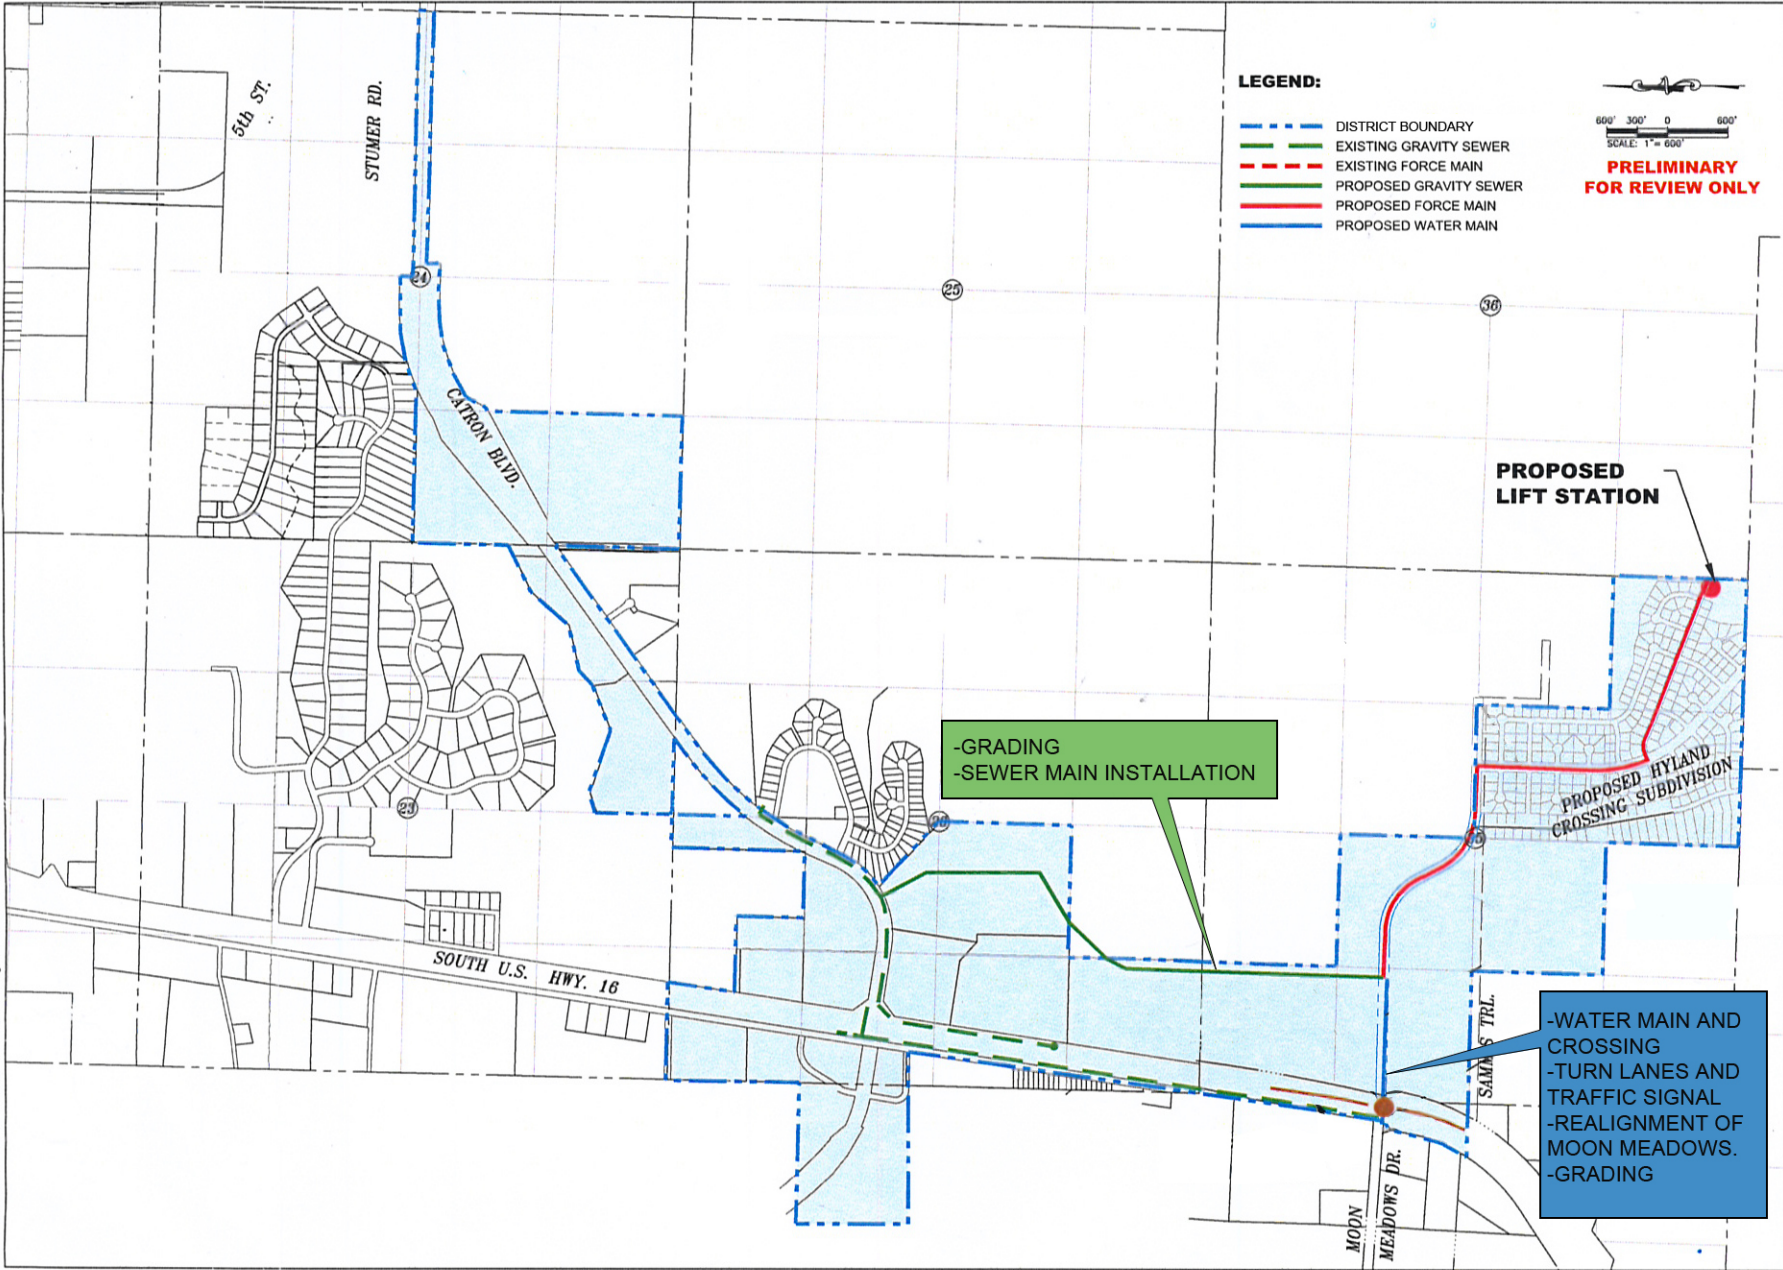 LEGEND:
DISTRICT BOUNDARY
EXISTING GRAVITY SEWER
EXISTING FORCE MAIN
PROPOSED GRAVITY SEWER
PROPOSED FORCE MAIN
PROPOSED WATER MAIN
600' 300' 0 600'
SCALE: 1"= 600'
PRELIMINARY
FOR REVIEW ONLY
5th ST.
STUMER RD.
24
25
36
CATRON BLVD.
PROPOSED
LIFT STATION
-GRADING
-SEWER MAIN INSTALLATION
PROPOSED HYLAND
CROSSING SUBDIVISION
23
26
SOUTH U.S. HWY. 16
SAMMIS TRL.
-WATER MAIN AND
CROSSING
-TURN LANES AND
TRAFFIC SIGNAL
-REALIGNMENT OF
MOON MEADOWS.
-GRADING
MOON
MEADOWS DR.